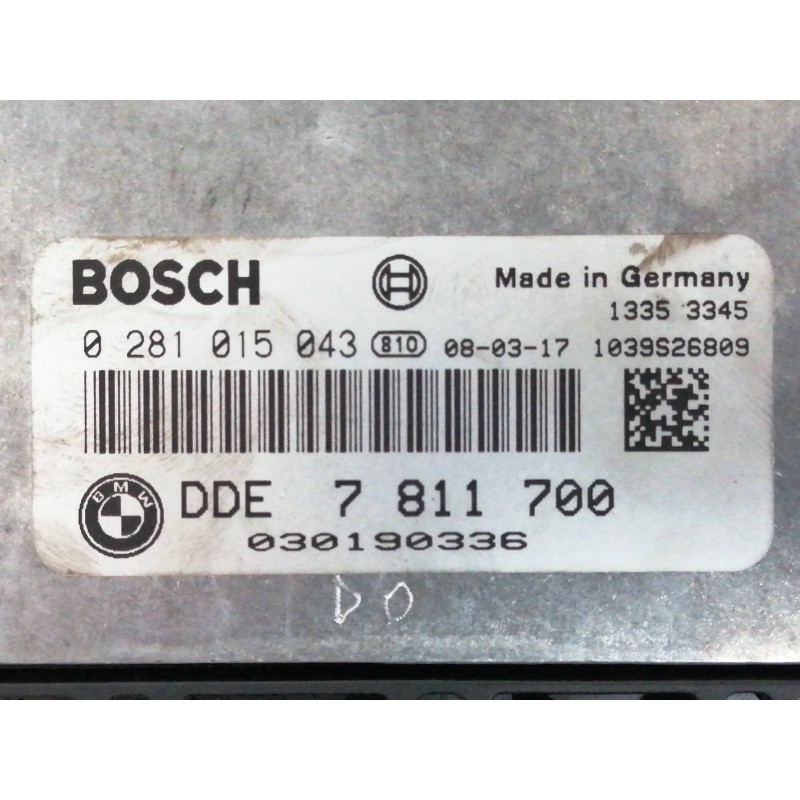 BOSCH Made in Germany
1335 3345
0 281 015 043 810 08-03-17 1039S26809
BMW DDE 7 811 700
030190336
DO